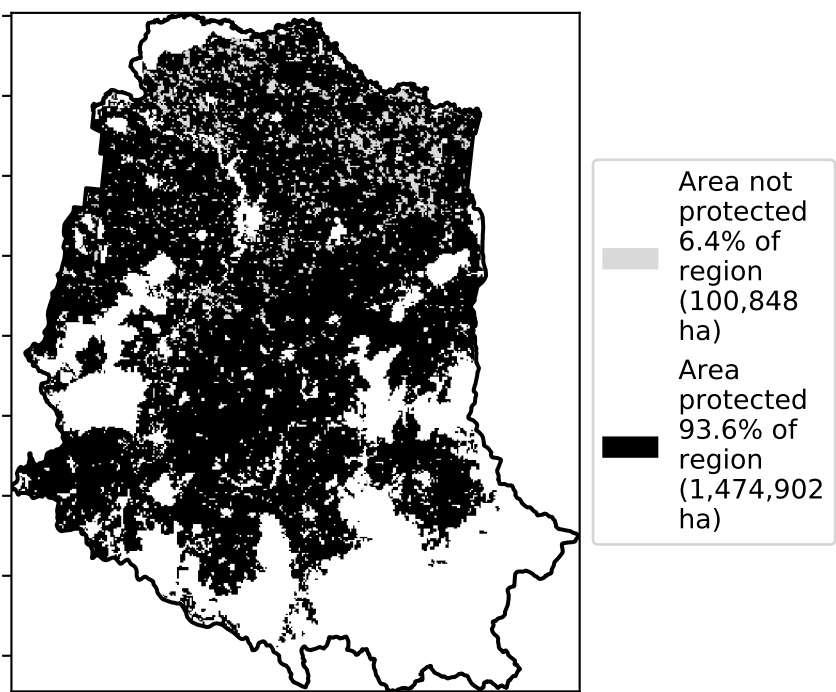 Area not
protected
6.4% of
region
(100,848
ha)
Area
protected
93.6% of
region
(1,474,902
ha)